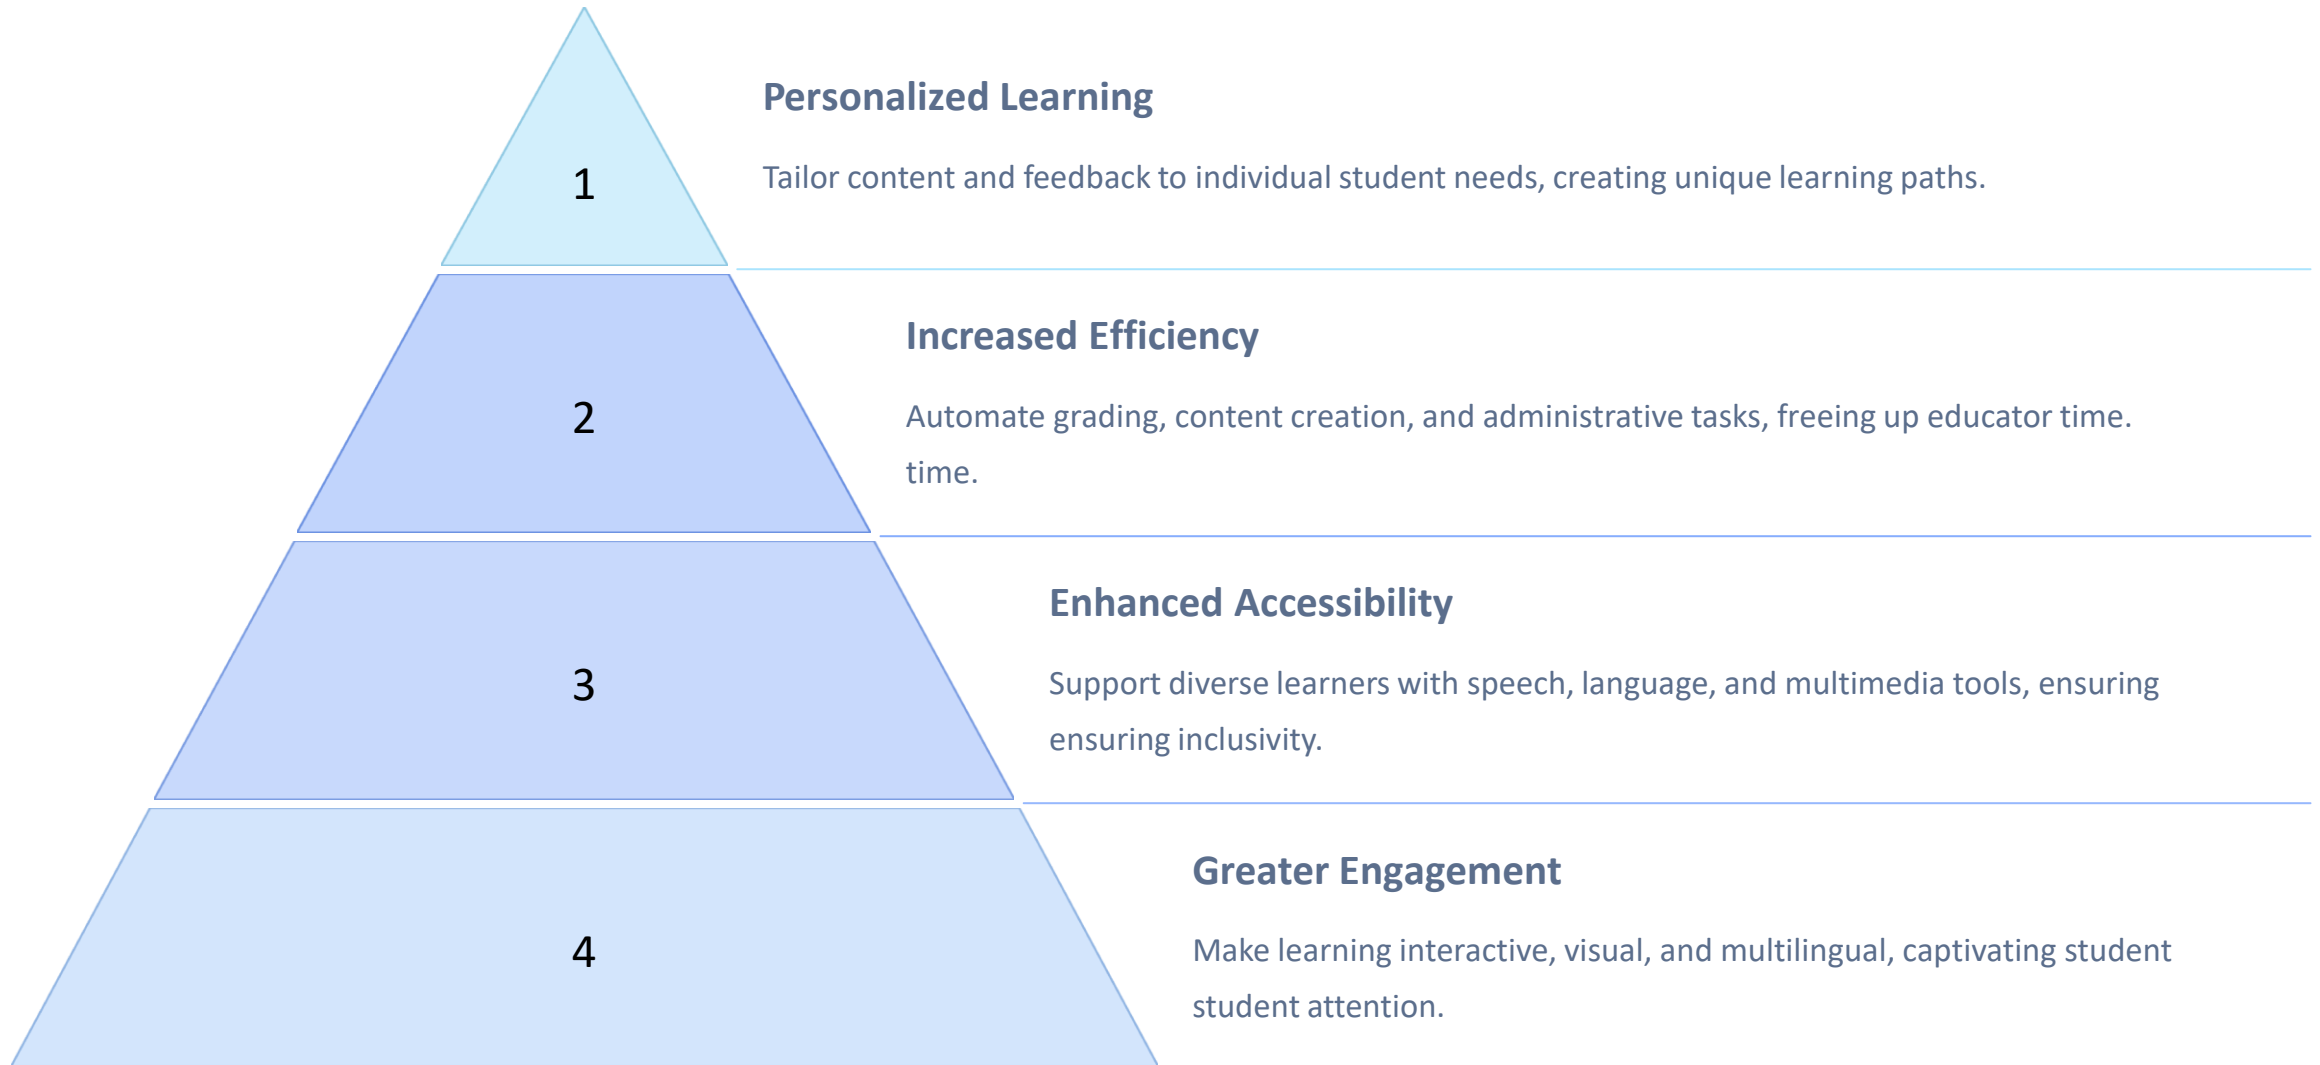 1
Personalized Learning
Tailor content and feedback to individual student needs, creating unique learning paths.
2
Increased Efficiency
Automate grading, content creation, and administrative tasks, freeing up educator time.
time.
3
Enhanced Accessibility
Support diverse learners with speech, language, and multimedia tools, ensuring
ensuring inclusivity.
4
Greater Engagement
Make learning interactive, visual, and multilingual, captivating student
student attention.